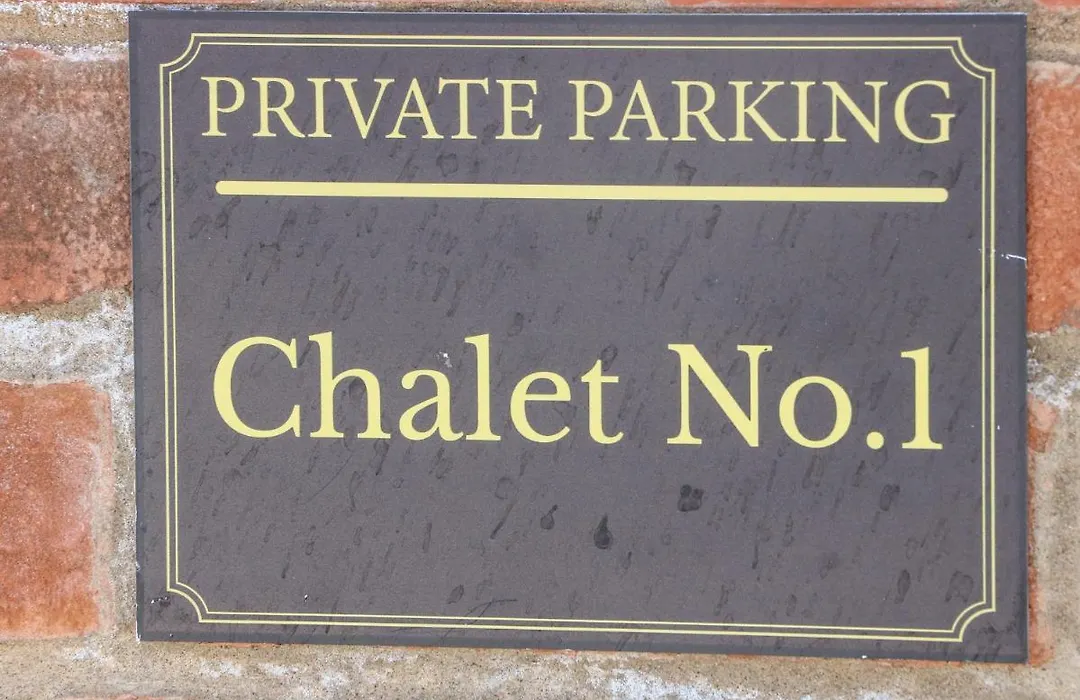 PRIVATE PARKING
Chalet No.1